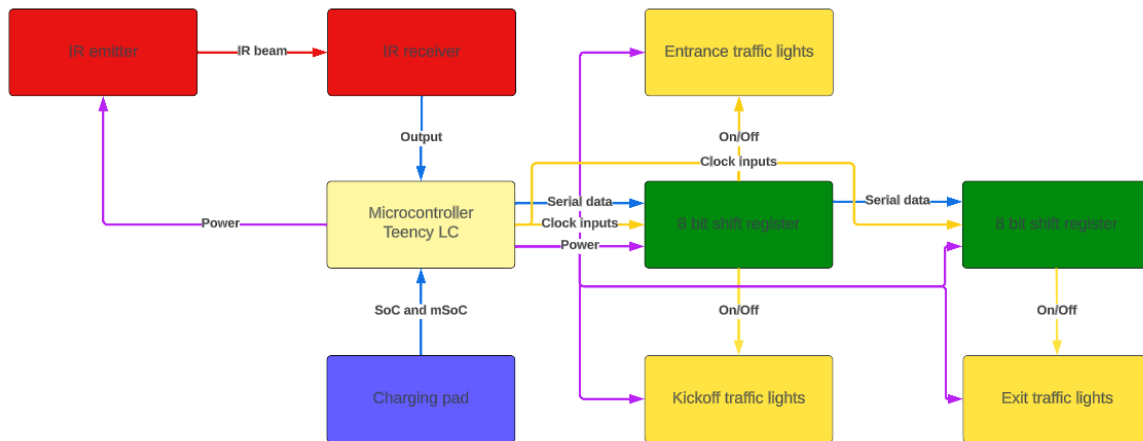 IR emitter
IR beam
IR receiver
Entrance traffic lights
Output
On/Off
Clock inputs
Microcontroller
Teency LC
Serial data
Clock inputs
Power
8 bit shift register
Serial data
8 bit shift register
Power
SoC and mSoC
On/Off
On/Off
Charging pad
Kickoff traffic lights
Exit traffic lights